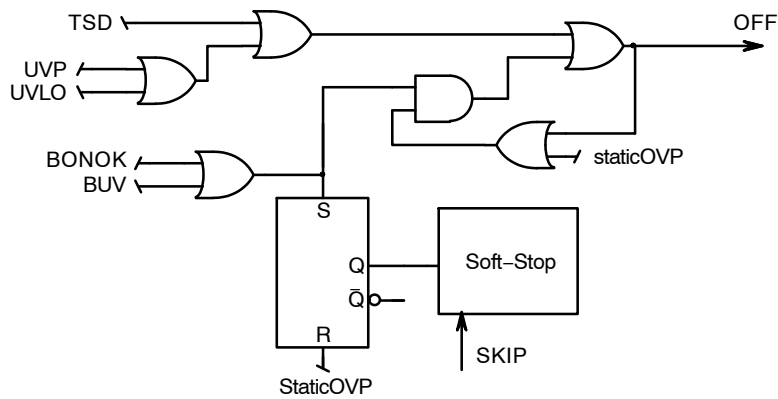 TSD
OFF
UVP
UVLO
BONOK
BUV
staticOVP
S
Q
Q̅
R
Soft–Stop
SKIP
StaticOVP